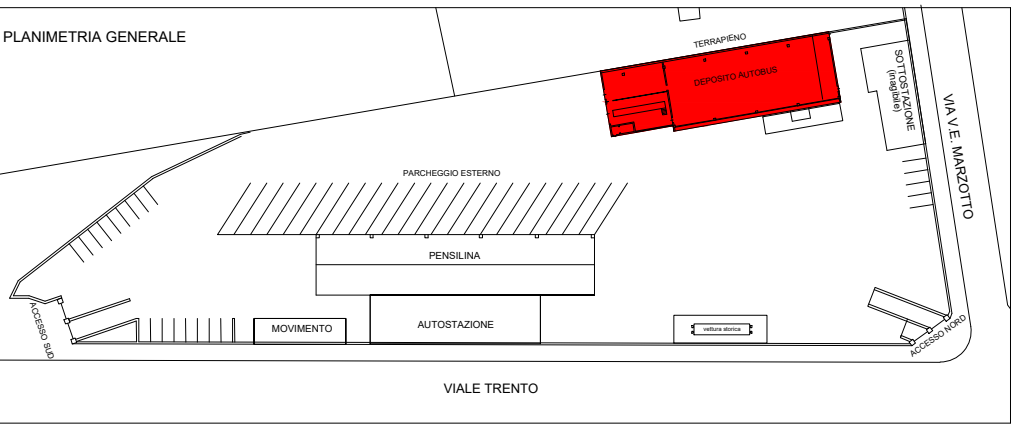 PLANIMETRIA GENERALE
TERRAPIENO
DEPOSITO AUTOBUS
SOTTOSTAZIONE
(inagibile)
VIA V.E. MARZOTTO
PARCHEGGIO ESTERNO
PENSILINA
ACCESSO SUD
MOVIMENTO
AUTOSTAZIONE
vettura storica
ACCESSO NORD
VIALE TRENTO